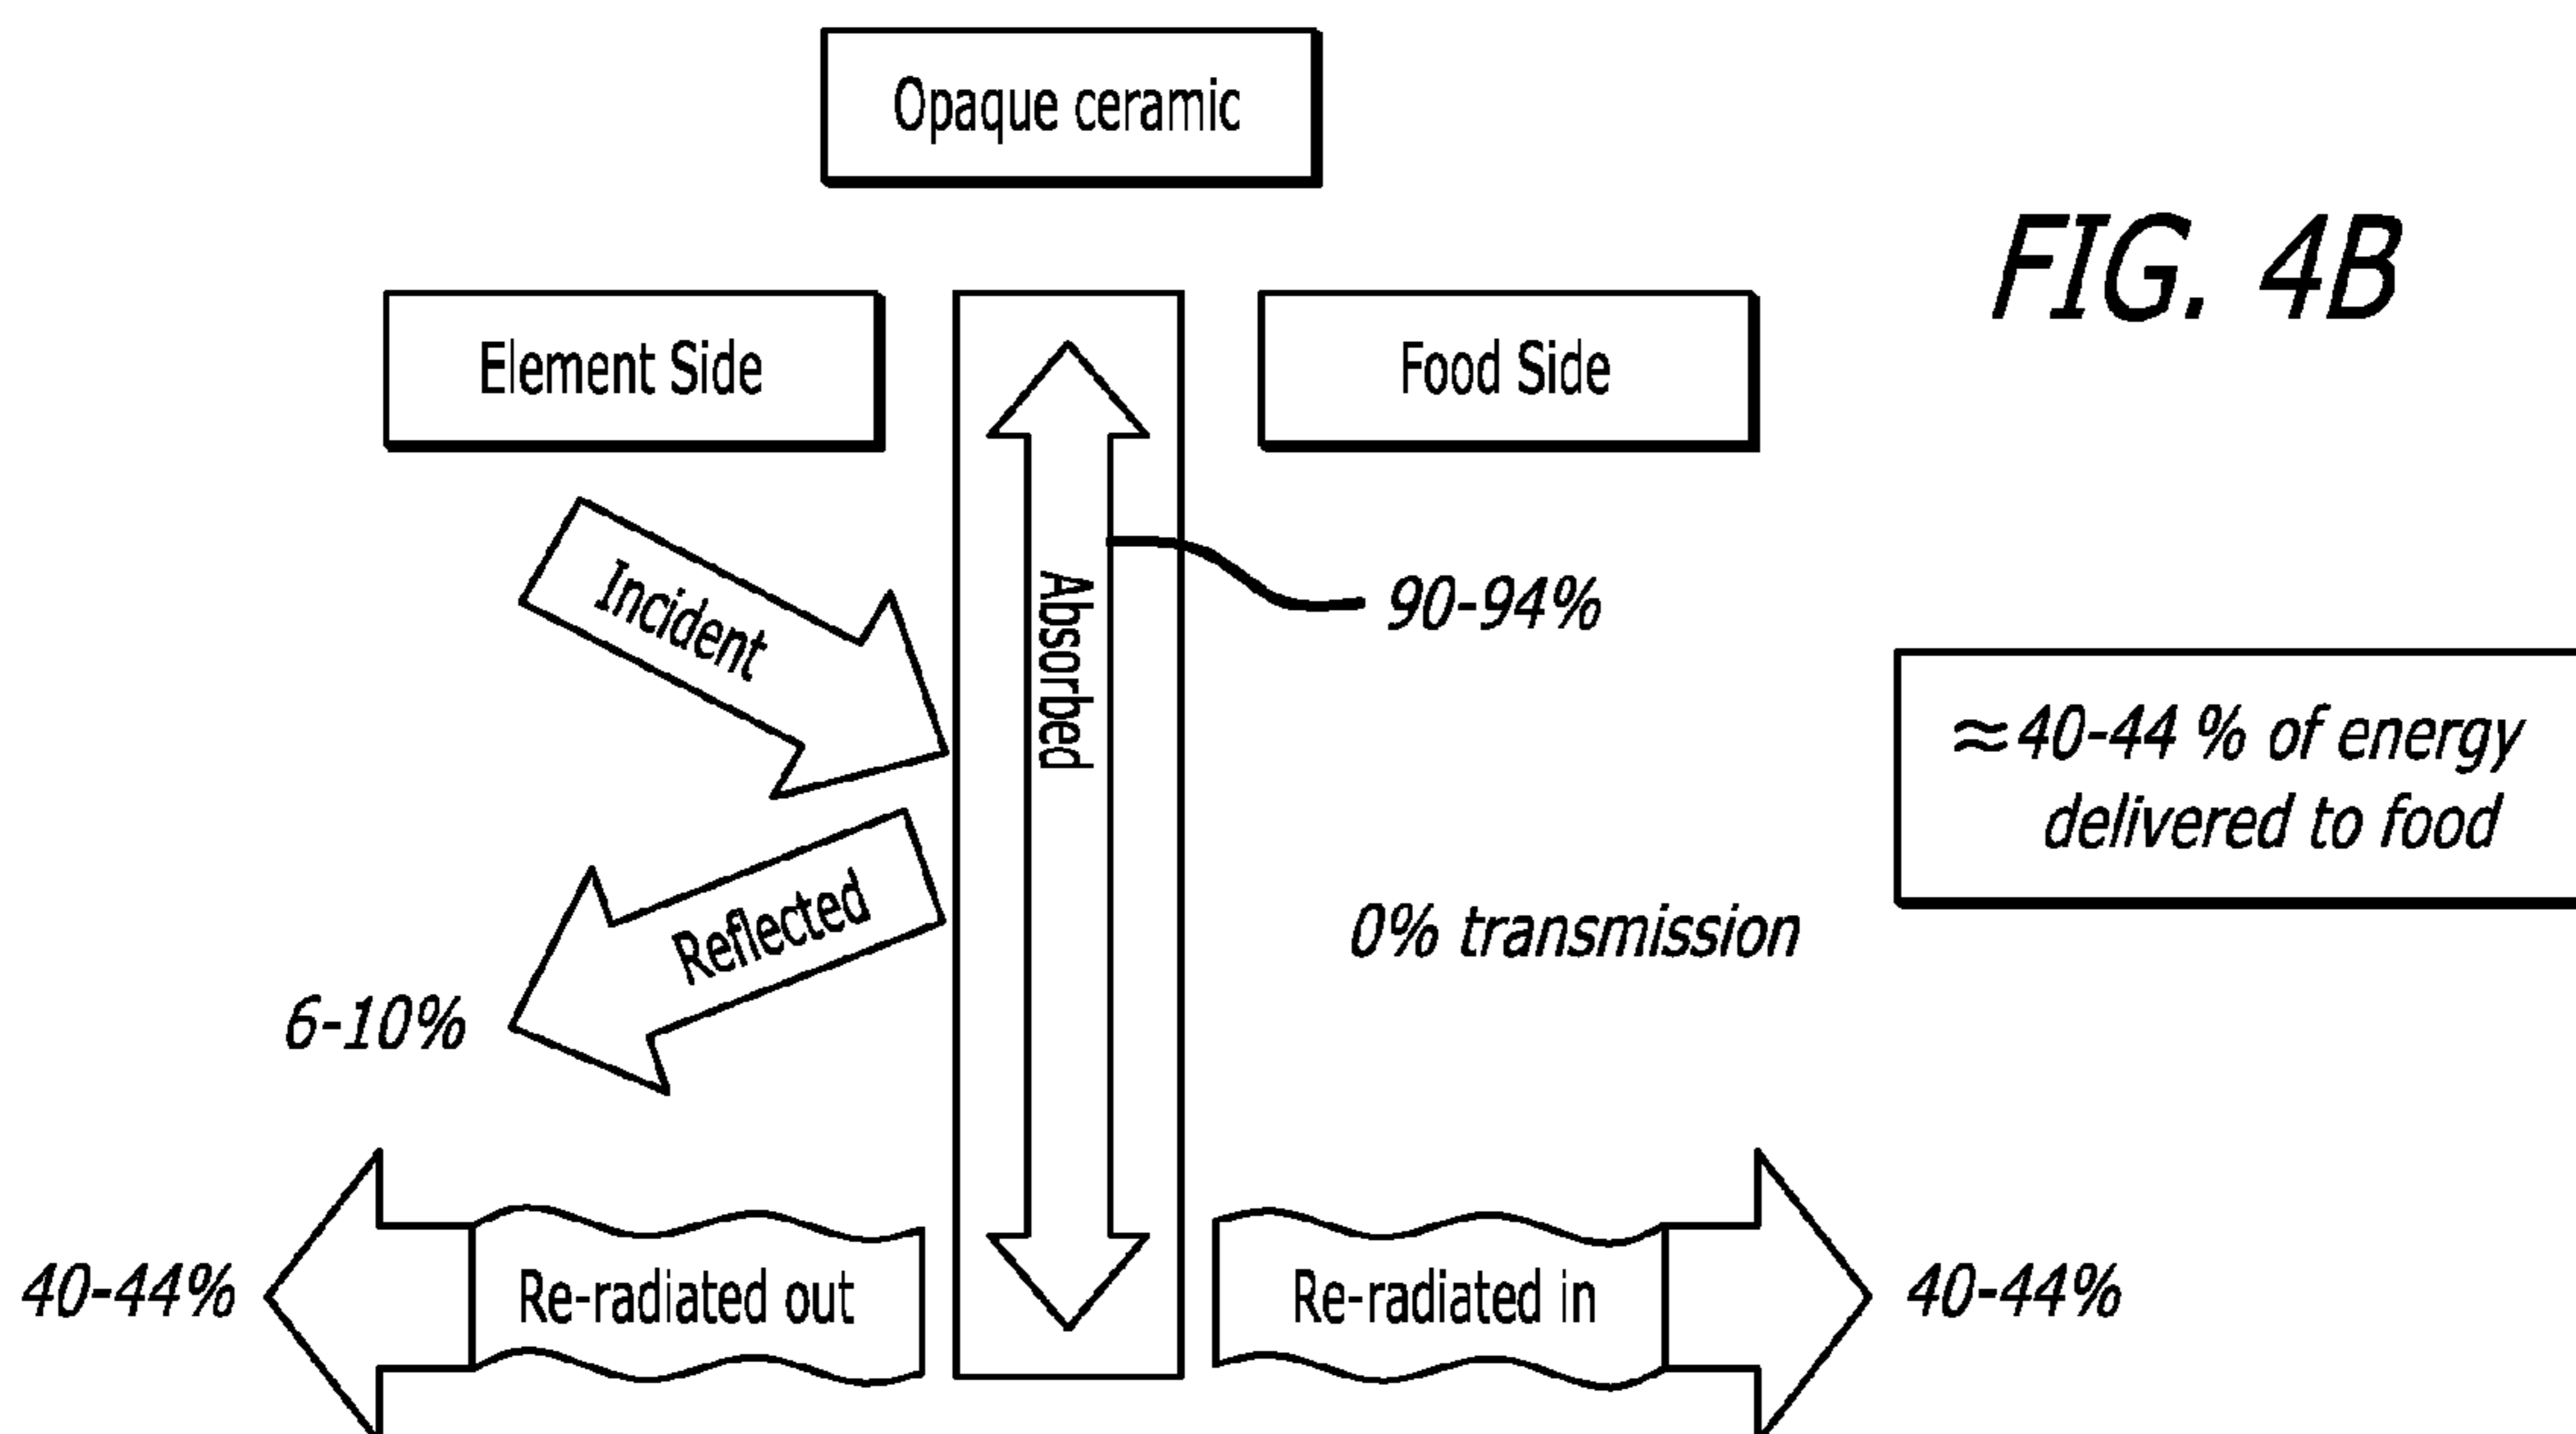 Opaque ceramic
FIG. 4B
Element Side
Food Side
Incident
Absorbed
90-94%
≈40-44 % of energy
delivered to food
Reflected
0% transmission
6-10%
40-44%
Re-radiated out
Re-radiated in
40-44%